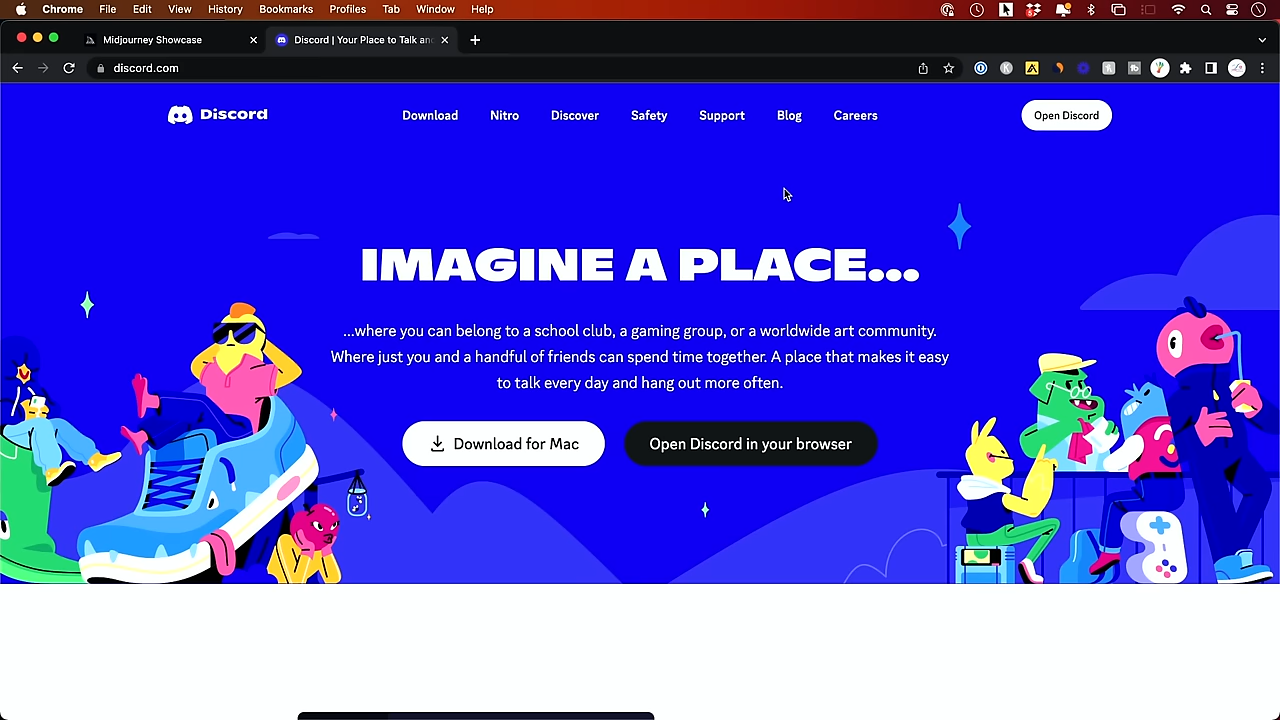 Chrome File Edit View History Bookmarks Profiles Tab Window Help
Midjourney Showcase
Discord | Your Place to Talk an
discord.com
Discord
Download Nitro Discover Safety Support Blog Careers
Open Discord
IMAGINE A PLACE...
...where you can belong to a school club, a gaming group, or a worldwide art community.
Where just you and a handful of friends can spend time together. A place that makes it easy
to talk every day and hang out more often.
Download for Mac
Open Discord in your browser